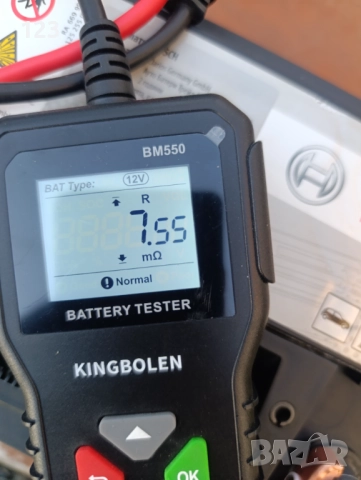 BM550
BAT Type: 12V
R
7.55
mΩ
Normal
BATTERY TESTER
KINGBOLEN
OK
BAZAR